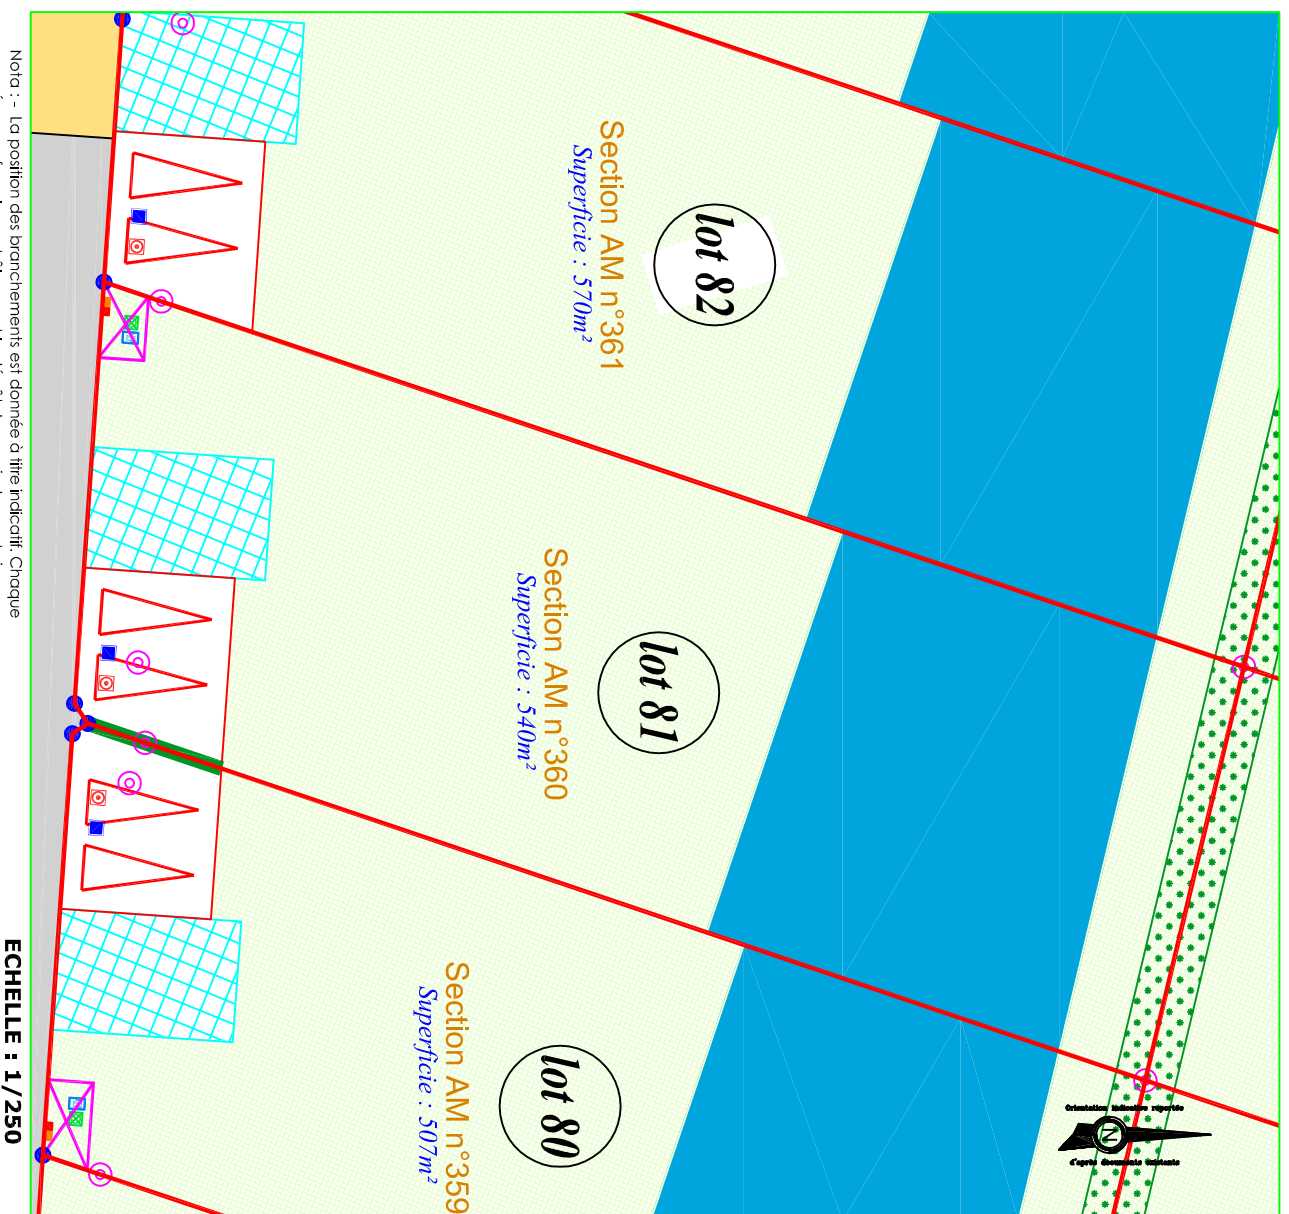 Section AM n°361
Superficie : 570m²
lot 82
Section AM n°360
Superficie : 540m²
lot 81
Section AM n°359
Superficie : 507m²
lot 80
Orientation indicative reportée
N
d'après documents existants
Nota : - La position des branchements est donnée à titre indicatif. Chaque
ECHELLE : 1/250